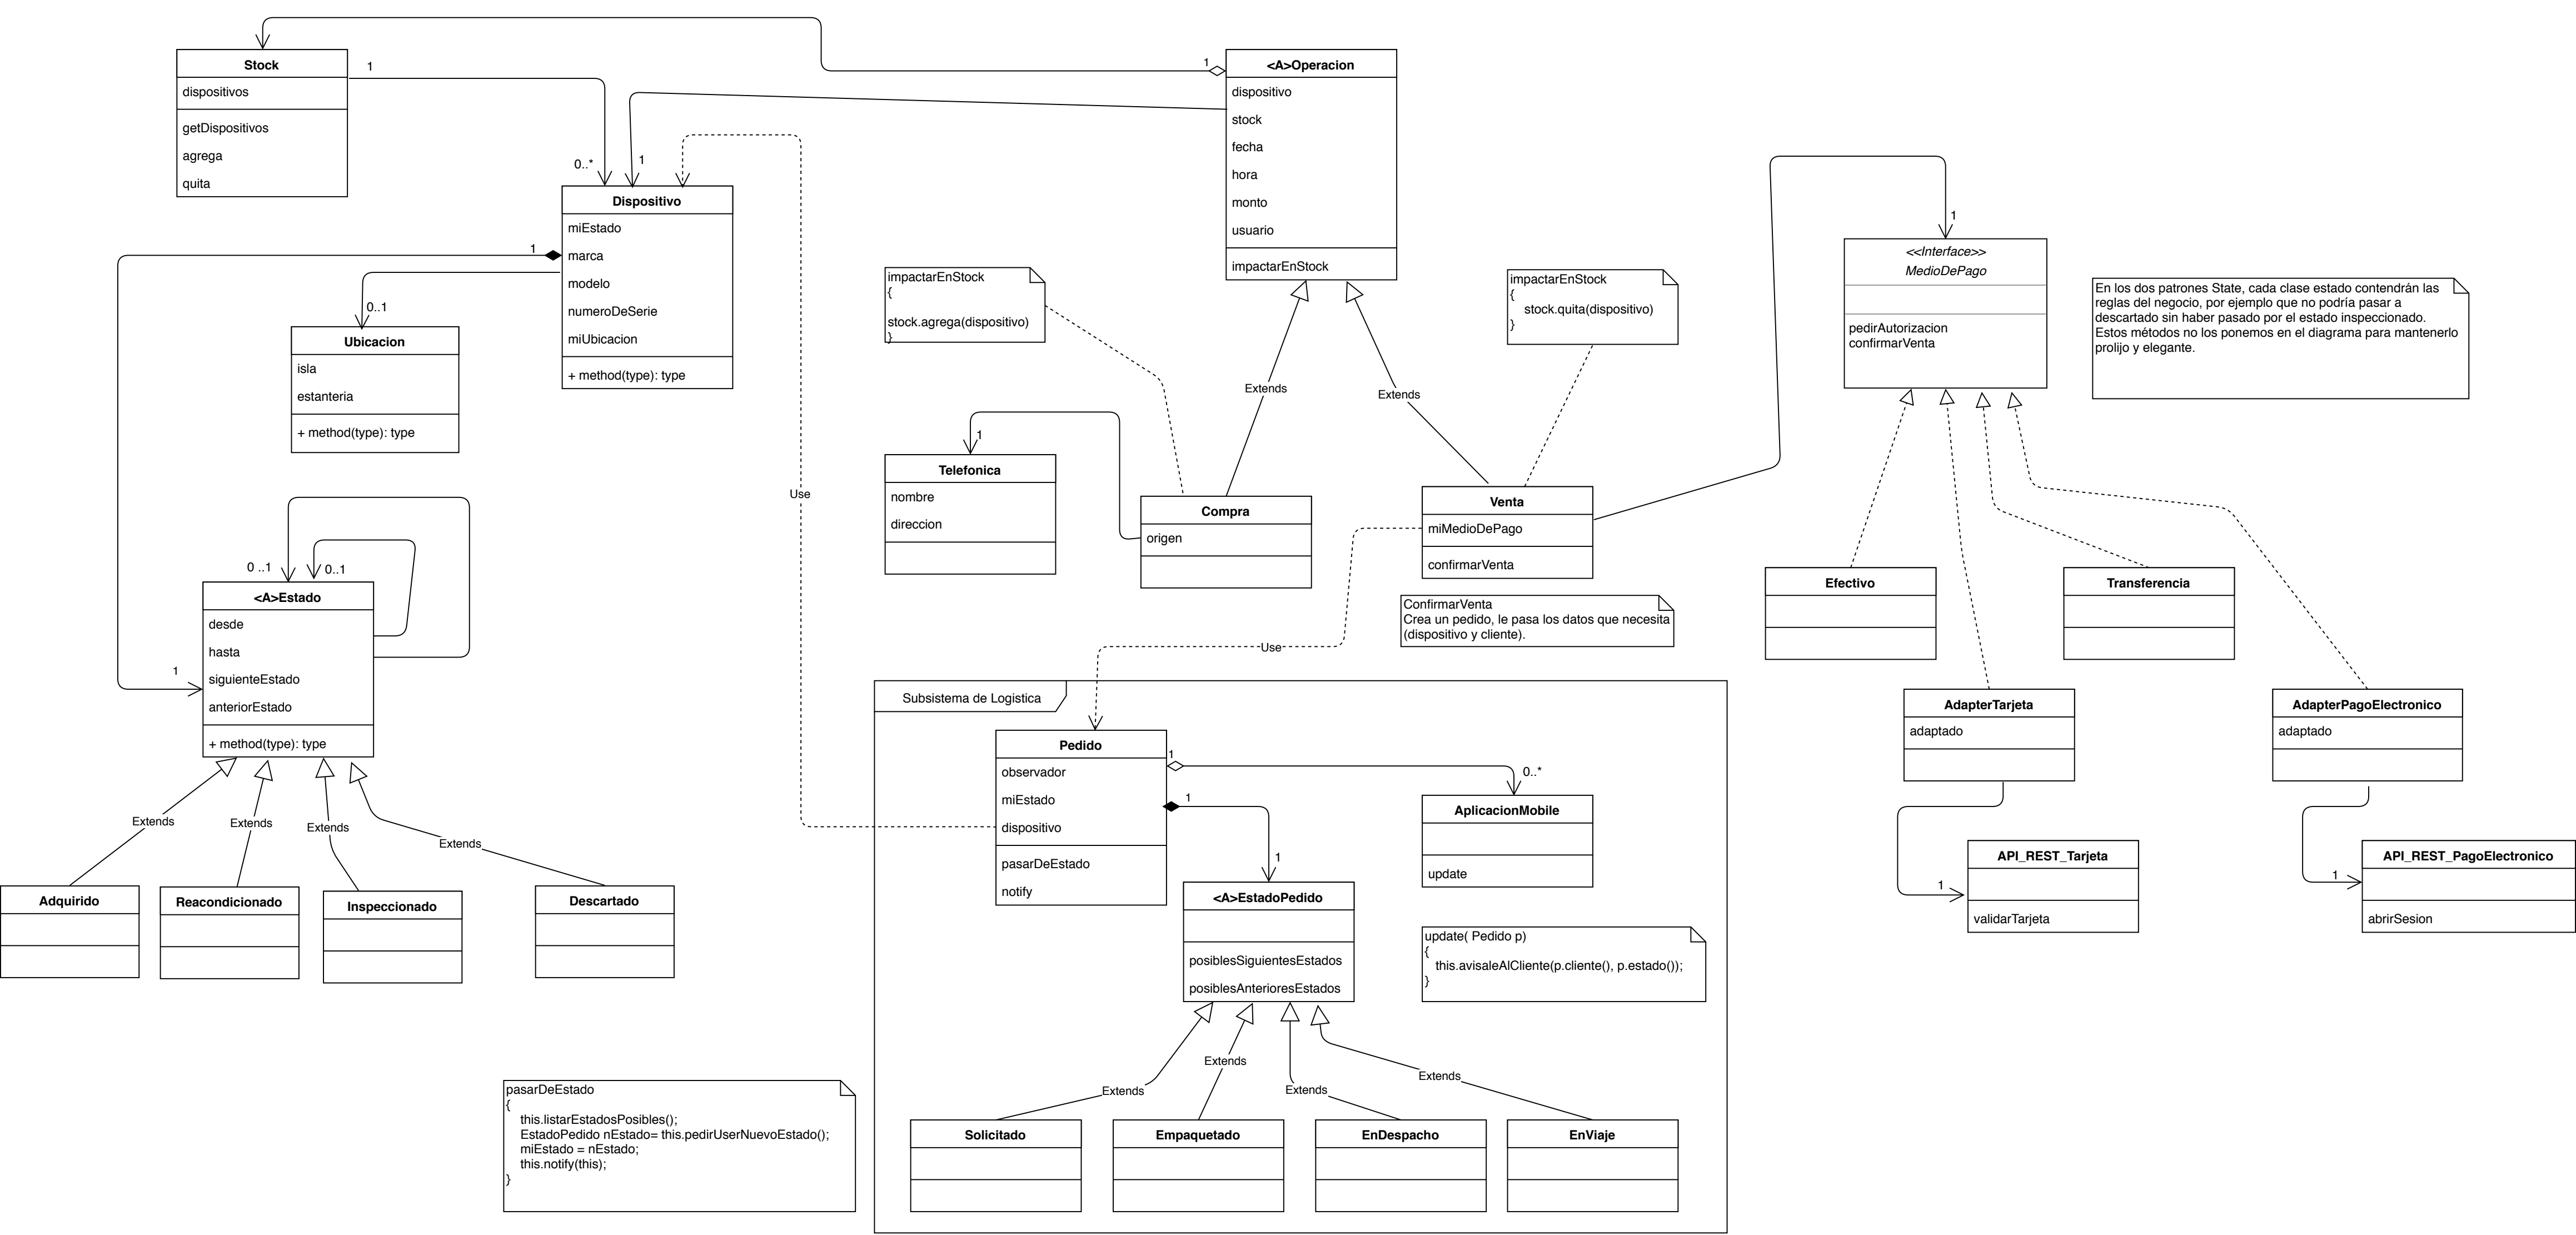 Stock
dispositivos
getDispositivos
agrega
quita
1
0..*
1
1
<A>Operacion
dispositivo
stock
fecha
hora
monto
usuario
impactarEnStock
Dispositivo
miEstado
marca
modelo
numeroDeSerie
miUbicacion
+ method(type): type
1
0..1
Ubicacion
isla
estanteria
+ method(type): type
impactarEnStock
{
stock.agrega(dispositivo)
}
impactarEnStock
{
stock.quita(dispositivo)
}
Extends
Extends
1
<<Interface>>
MedioDePago
pedirAutorizacion
confirmarVenta
En los dos patrones State, cada clase estado contendrán las
reglas del negocio, por ejemplo que no podría pasar a
descartado sin haber pasado por el estado inspeccionado.
Estos métodos no los ponemos en el diagrama para mantenerlo
prolijo y elegante.
1
Telefonica
nombre
direccion
Compra
origen
Venta
miMedioDePago
confirmarVenta
ConfirmarVenta
Crea un pedido, le pasa los datos que necesita
(dispositivo y cliente).
Use
Use
0 ..1
0..1
1
<A>Estado
desde
hasta
siguienteEstado
anteriorEstado
+ method(type): type
Extends
Extends
Extends
Extends
Adquirido
Reacondicionado
Inspeccionado
Descartado
Efectivo
Transferencia
AdapterTarjeta
adaptado
AdapterPagoElectronico
adaptado
1
API_REST_Tarjeta
validarTarjeta
1
API_REST_PagoElectronico
abrirSesion
Subsistema de Logistica
Pedido
observador
miEstado
dispositivo
pasarDeEstado
notify
1
0..*
1
1
AplicacionMobile
update
<A>EstadoPedido
posiblesSiguientesEstados
posiblesAnterioresEstados
update( Pedido p)
{
this.avisaleAlCliente(p.cliente(), p.estado());
}
Extends
Extends
Extends
Extends
Solicitado
Empaquetado
EnDespacho
EnViaje
pasarDeEstado
{
this.listarEstadosPosibles();
EstadoPedido nEstado= this.pedirUserNuevoEstado();
miEstado = nEstado;
this.notify(this);
}